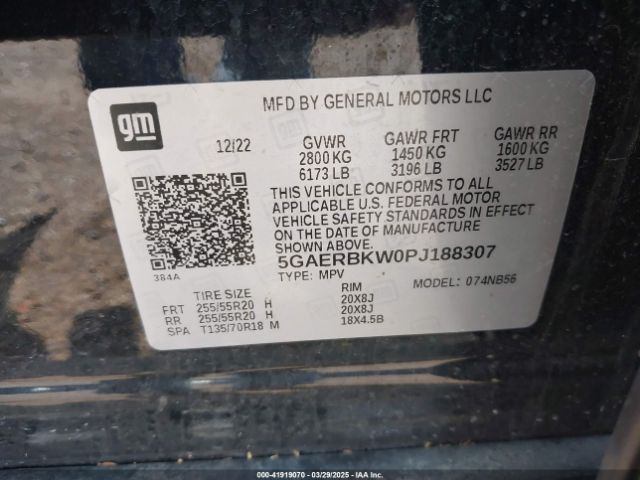 gm
MFD BY GENERAL MOTORS LLC
12/22 GVWR GAWR FRT GAWR RR
2800 KG 1450 KG 1600 KG
6173 LB 3196 LB 3527 LB
THIS VEHICLE CONFORMS TO ALL
APPLICABLE U.S. FEDERAL MOTOR
VEHICLE SAFETY STANDARDS IN EFFECT
ON THE DATE OF MANUFACTURE
SHOWN ABOVE.
384A
5GAERBKW0PJ188307
TYPE: MPV MODEL: 074NB56
TIRE SIZE RIM
FRT 255/55R20 H 20X8J
RR 255/55R20 H 20X8J
SPA T135/70R18 M 18X4.5B
000-41919070 | 03/29/2025 - IAA Inc.